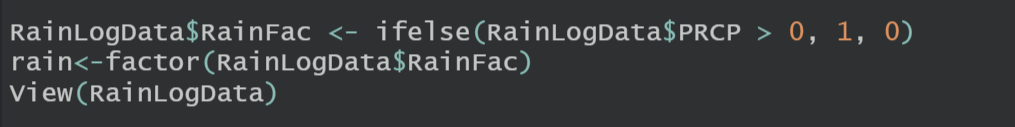 RainLogData$RainFac <- ifelse(RainLogData$PRCP > 0, 1, 0)
rain<-factor(RainLogData$RainFac)
View(RainLogData)